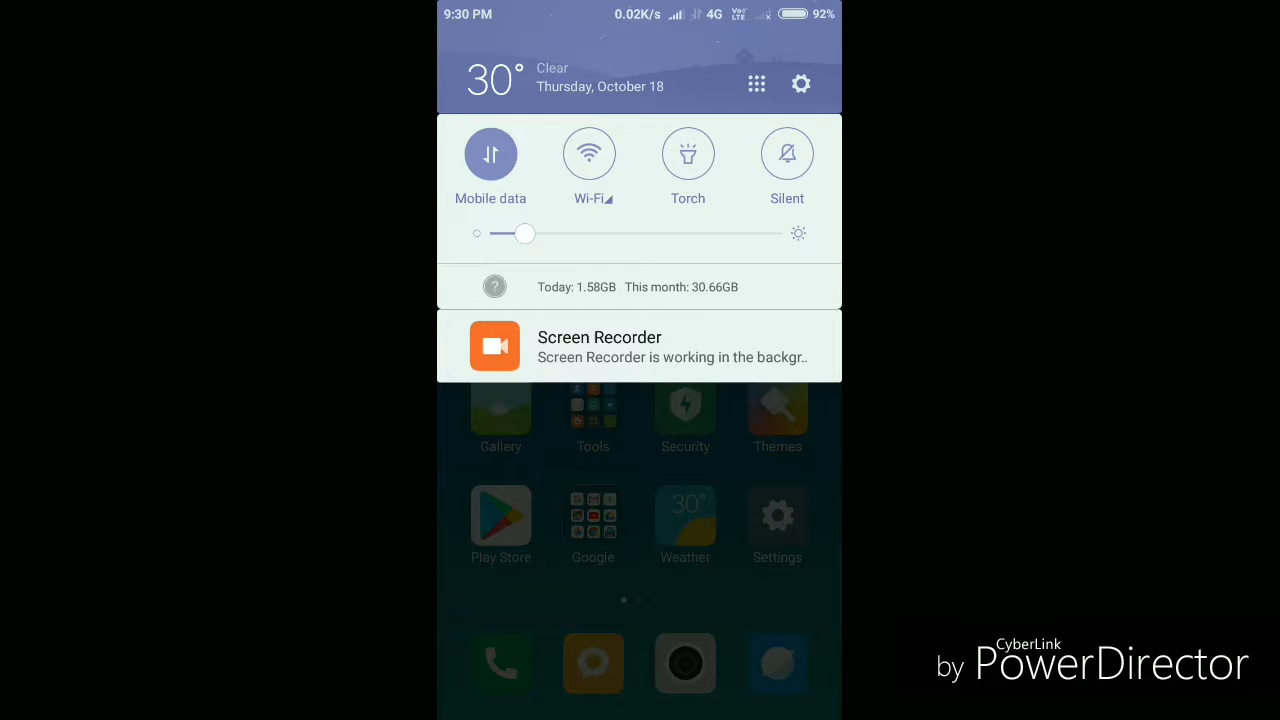 9:30 PM 0.02K/s 4G Vo LTE 92%
30° Clear
Thursday, October 18
Mobile data Wi-Fi Torch Silent
? Today: 1.58GB This month: 30.66GB
Screen Recorder
Screen Recorder is working in the backgr..
Gallery Tools Security Themes
30°
Play Store Google Weather Settings
CyberLink
by PowerDirector